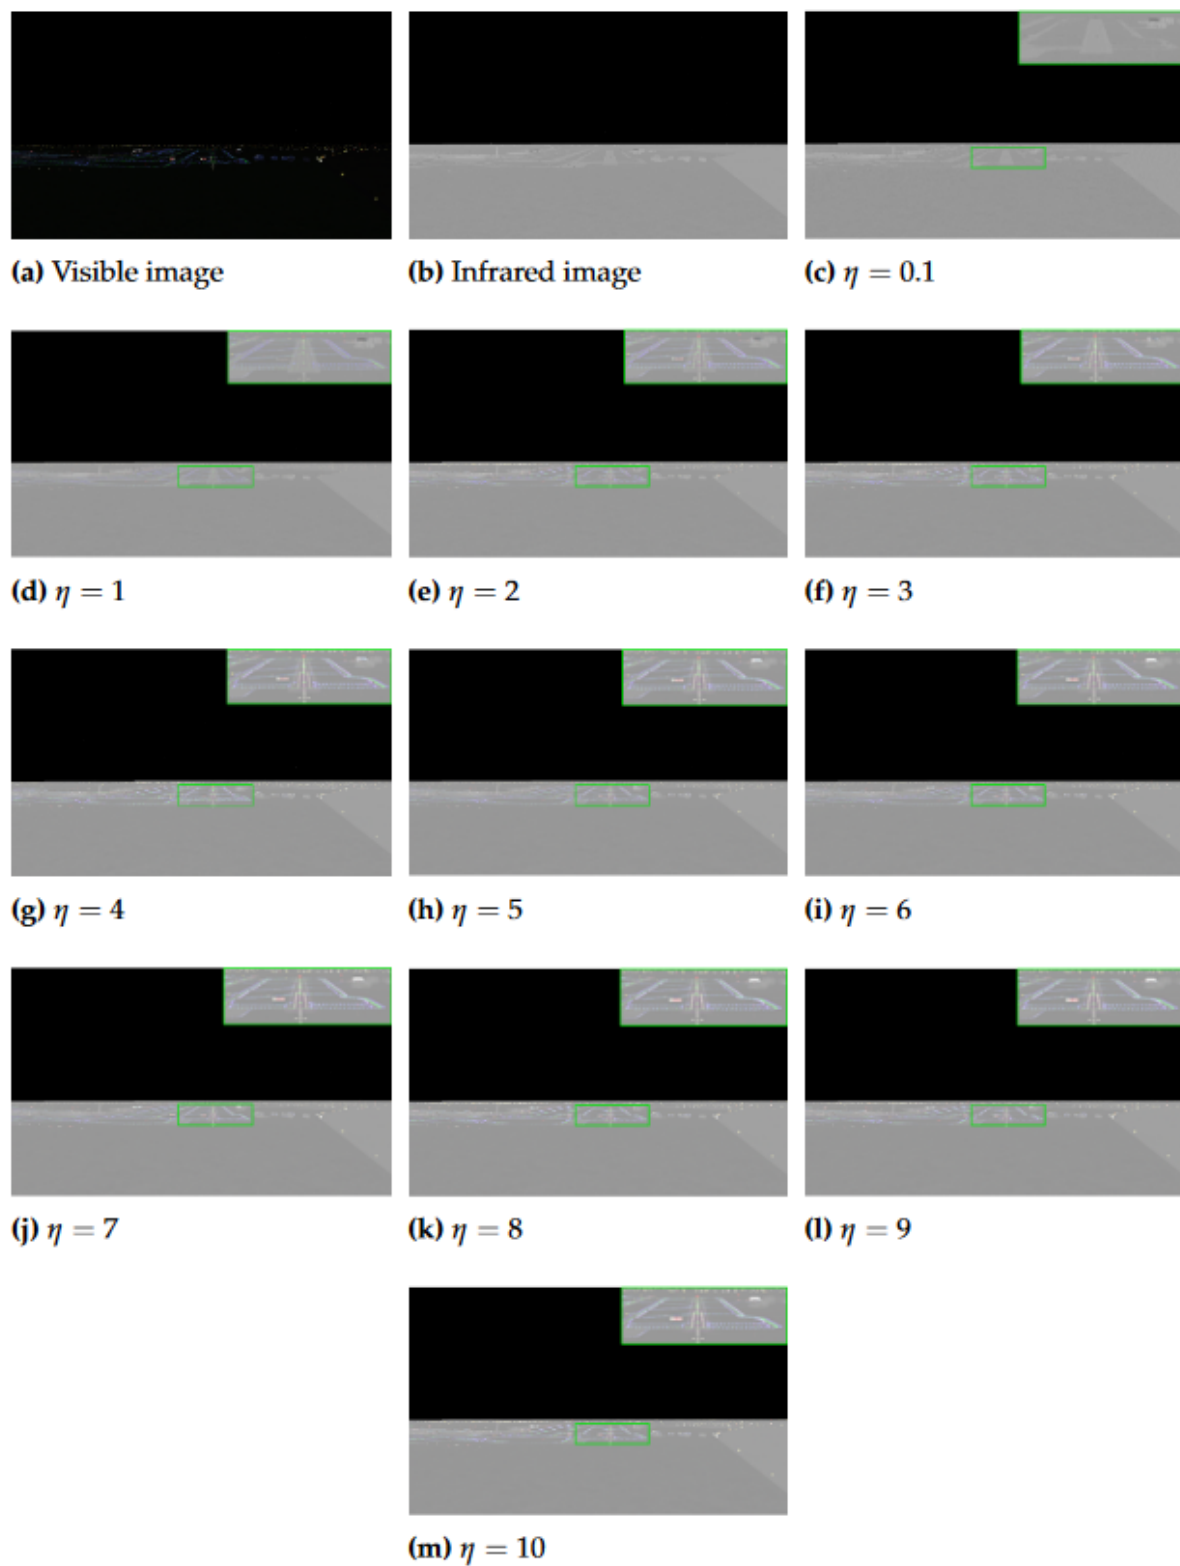 (a) Visible image
(b) Infrared image
(c) η = 0.1
(d) η = 1
(e) η = 2
(f) η = 3
(g) η = 4
(h) η = 5
(i) η = 6
(j) η = 7
(k) η = 8
(l) η = 9
(m) η = 10